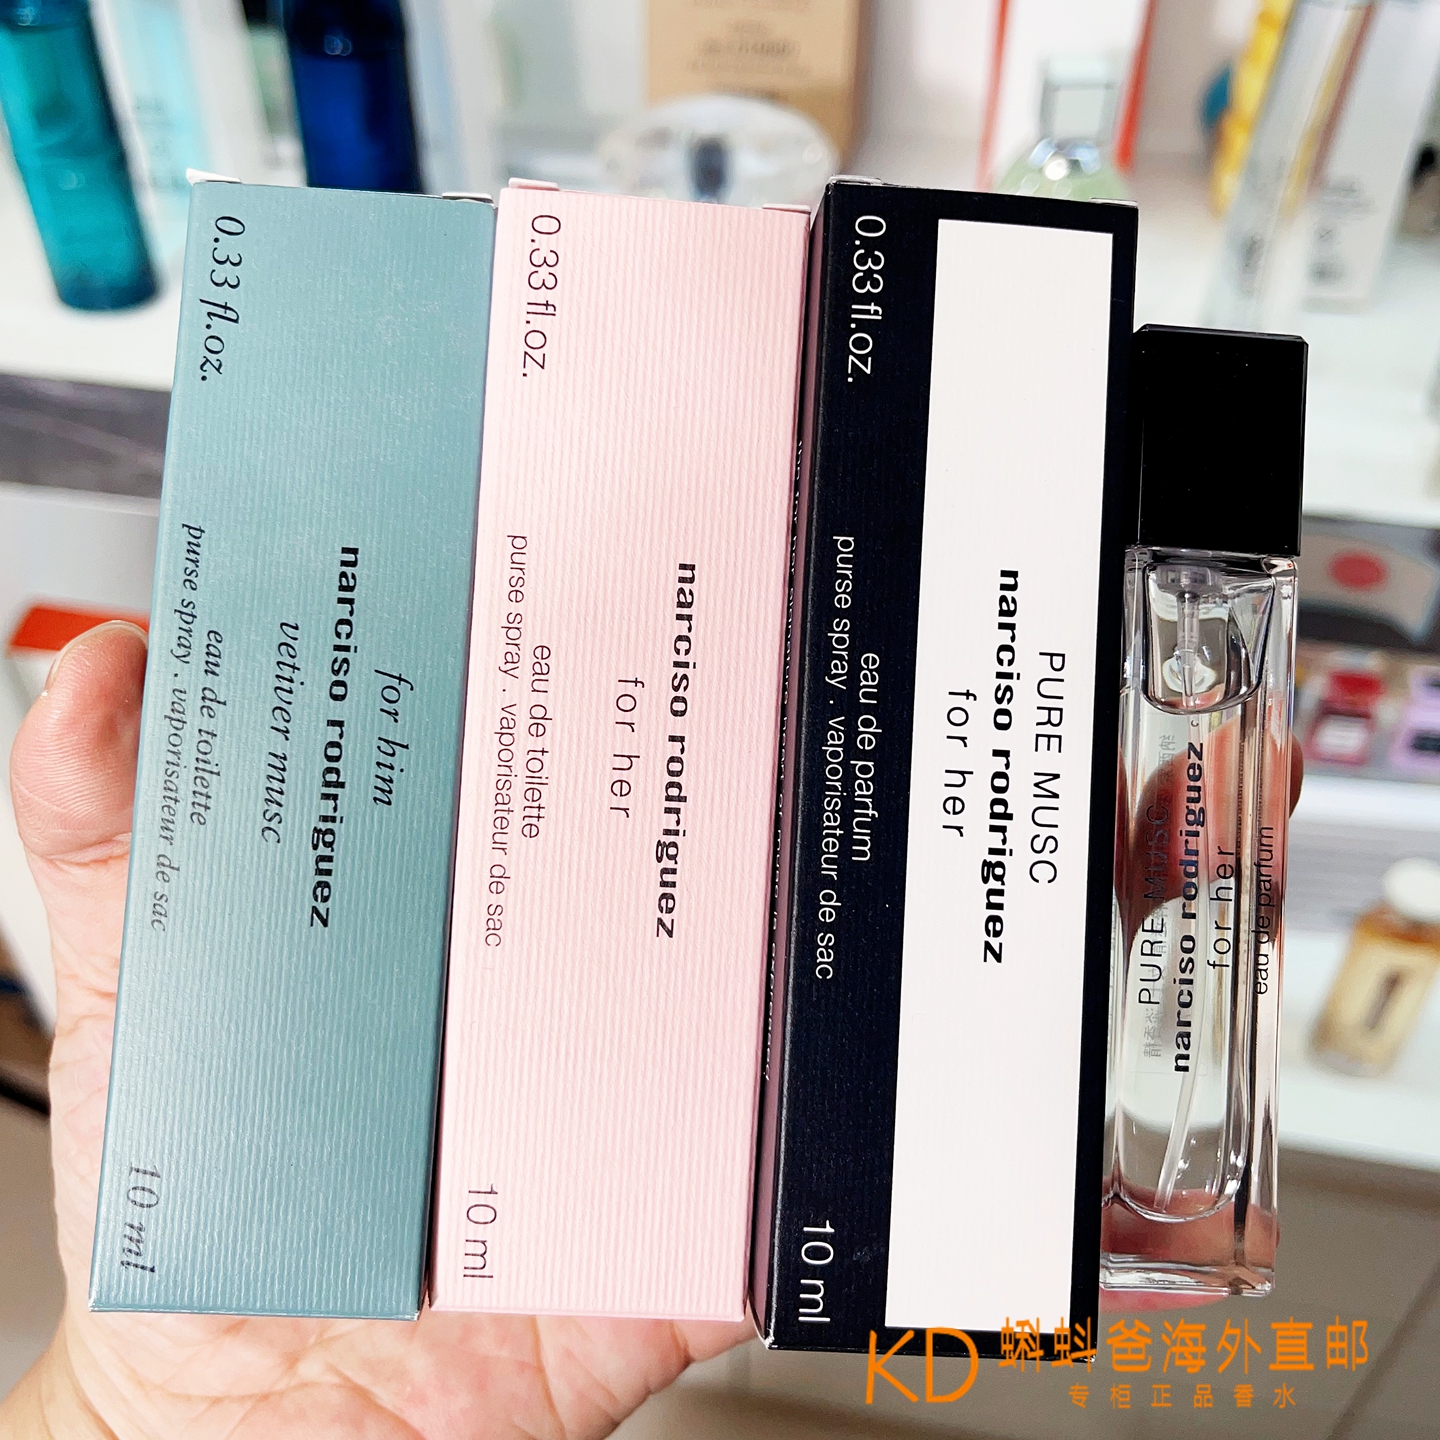 for him
narciso rodriguez
vetiver musc
eau de toilette
purse spray . vaporisateur de sac
0.33 fl.oz.
10 ml
narciso rodriguez
for her
eau de toilette
purse spray . vaporisateur de sac
0.33 fl.oz.
10 ml
PURE MUSC
narciso rodriguez
for her
eau de parfum
purse spray . vaporisateur de sac
0.33 fl.oz.
10 ml
PURE MUSC
narciso rodriguez
for her
eau de parfum
KD 蝌蚪爸海外直邮
专柜正品香水